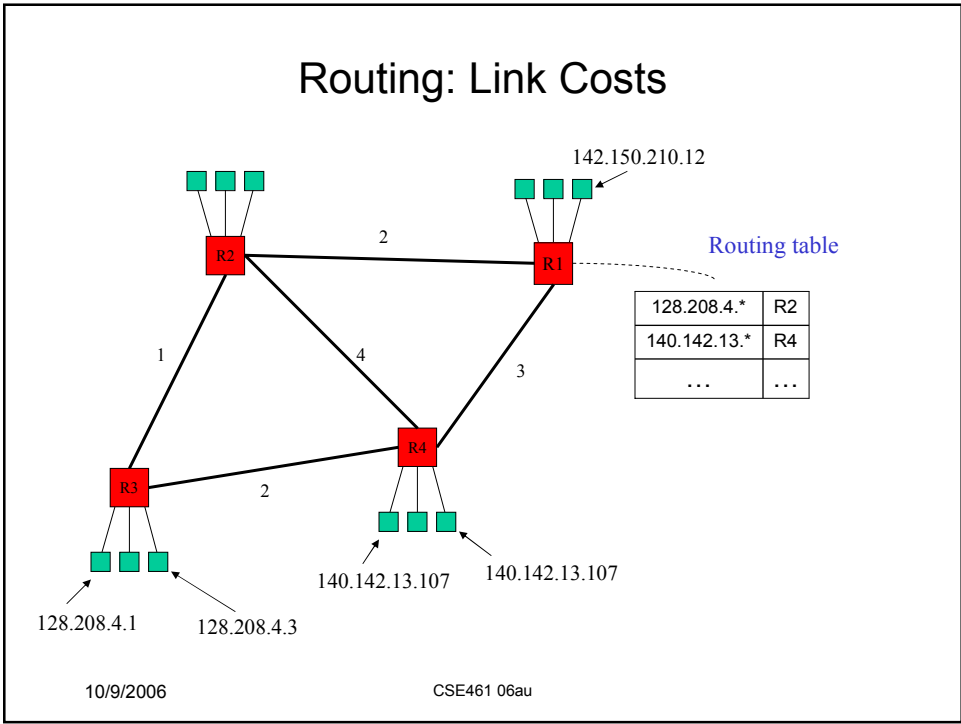 Routing: Link Costs
142.150.210.12
2
R2
R1
Routing table
128.208.4.* R2
140.142.13.* R4
... ...
1
4
3
R4
R3
2
140.142.13.107
140.142.13.107
128.208.4.1
128.208.4.3
10/9/2006
CSE461 06au